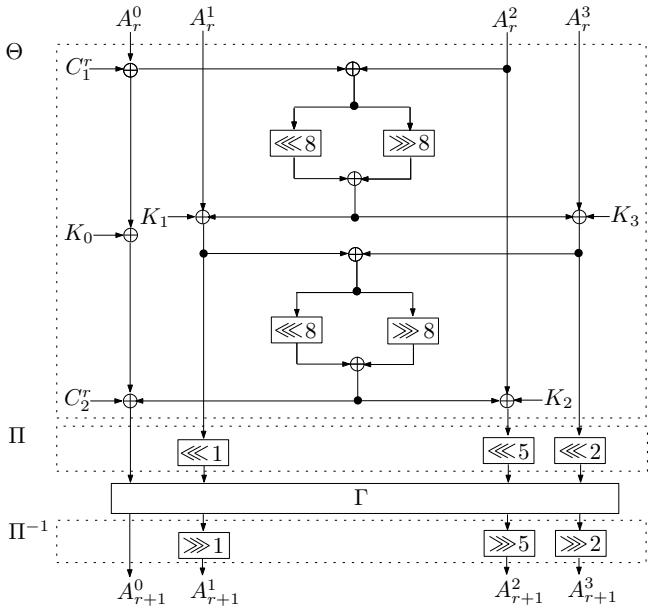 A_r^0 A_r^1 A_r^2 A_r^3
Θ
C_1^r
⋘ 8 ⋙ 8
K_1 K_3
K_0
⋘ 8 ⋙ 8
C_2^r K_2
Π
⋘ 1 ⋘ 5 ⋘ 2
Γ
Π^{-1}
⋙ 1 ⋙ 5 ⋙ 2
A_{r+1}^0 A_{r+1}^1 A_{r+1}^2 A_{r+1}^3